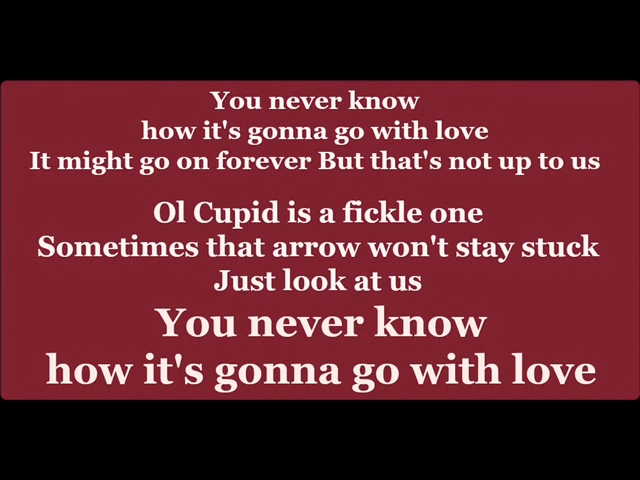 You never know
how it's gonna go with love
It might go on forever But that's not up to us
Ol Cupid is a fickle one
Sometimes that arrow won't stay stuck
Just look at us
You never know
how it's gonna go with love